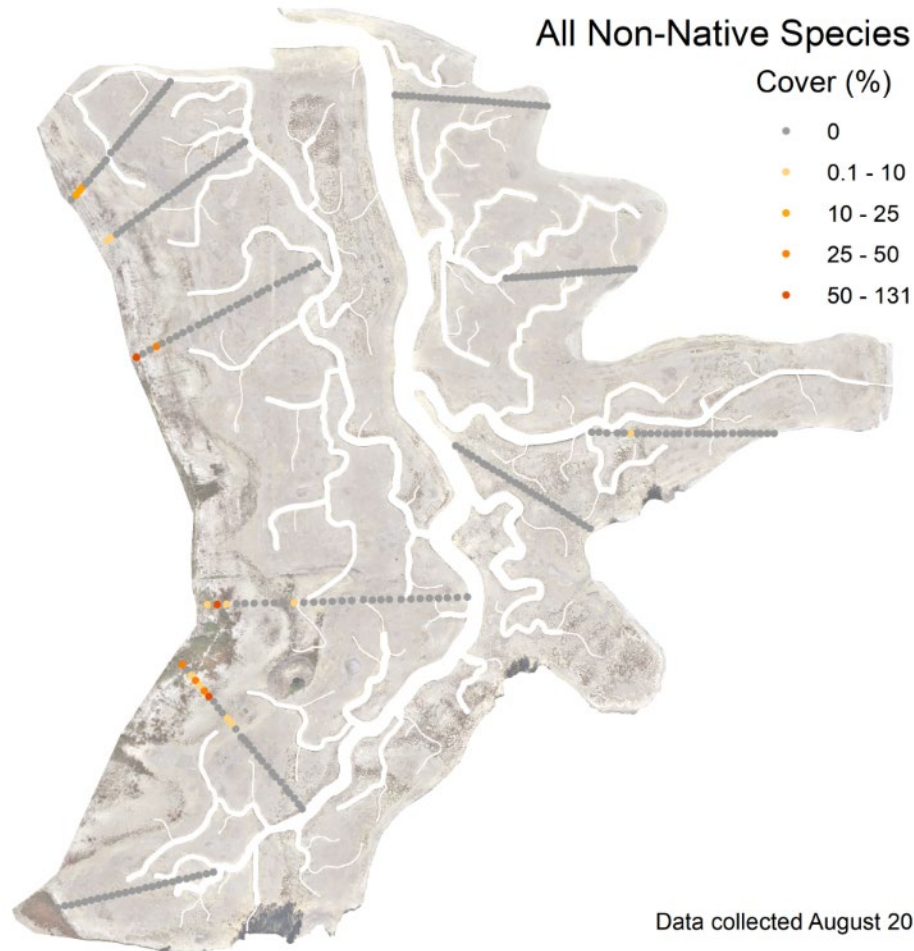 All Non-Native Species
Cover (%)
0
0.1 - 10
10 - 25
25 - 50
50 - 131
Data collected August 20